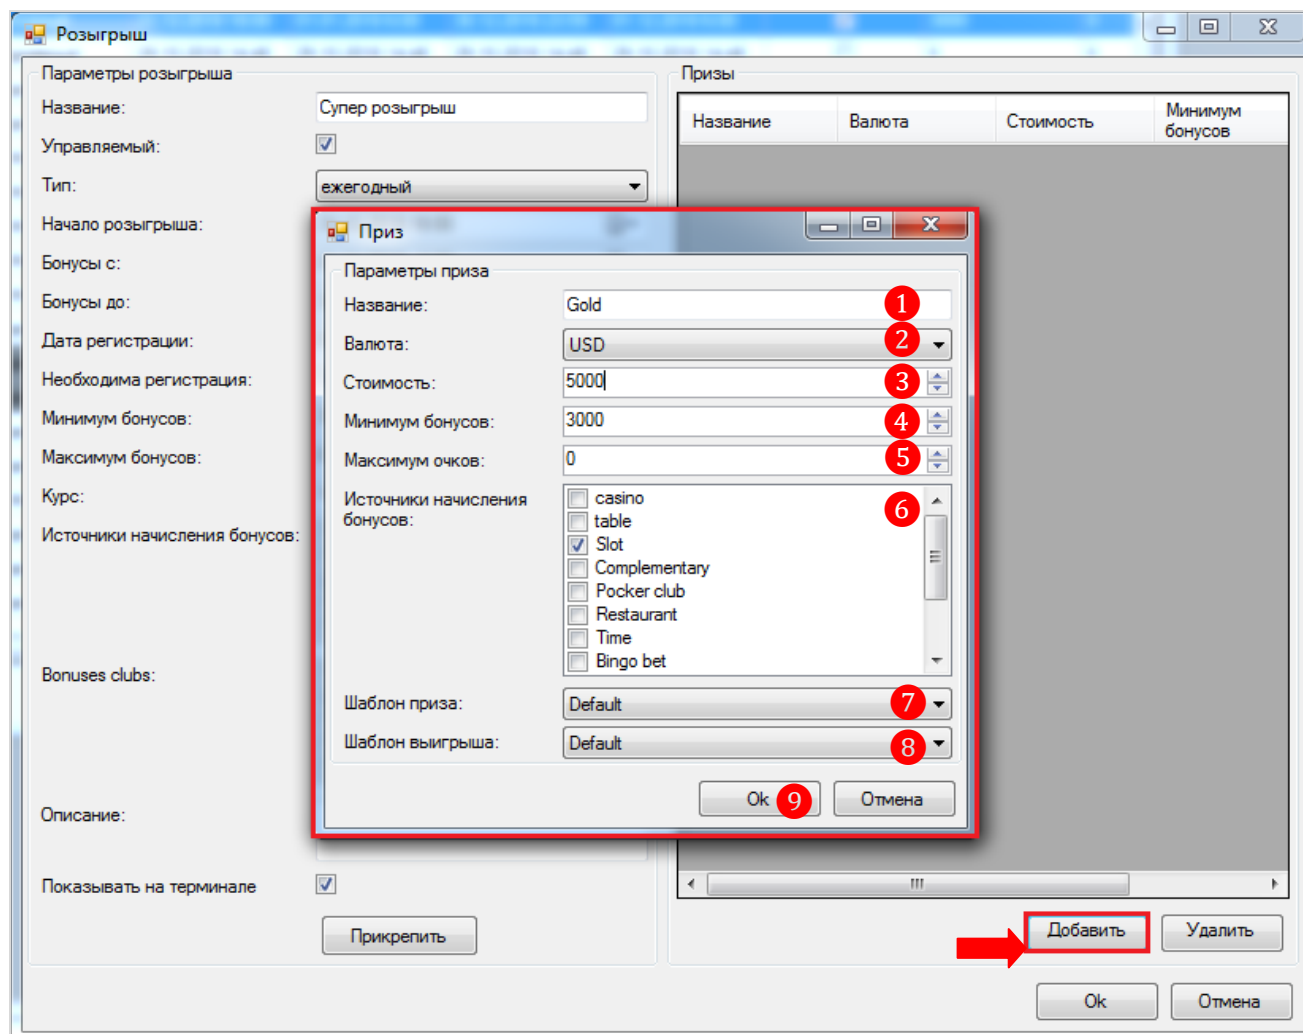 Розыгрыш
Параметры розыгрыша
Название: Супер розыгрыш
Управляемый:
Тип: ежегодный
Начало розыгрыша:
Бонусы с:
Бонусы до:
Дата регистрации:
Необходима регистрация:
Минимум бонусов:
Максимум бонусов:
Курс:
Источники начисления бонусов:
Bonuses clubs:
Описание:
Показывать на терминале
Прикрепить
Призы
Название Валюта Стоимость Минимум
бонусов
Приз
Параметры приза
Название: Gold 1
Валюта: USD 2
Стоимость: 5000 3
Минимум бонусов: 3000 4
Максимум очков: 0 5
Источники начисления
бонусов:
casino 6
table
Slot
Complementary
Pocker club
Restaurant
Time
Bingo bet
Шаблон приза: Default 7
Шаблон выигрыша: Default 8
Ok 9 Отмена
Добавить Удалить
Ok Отмена